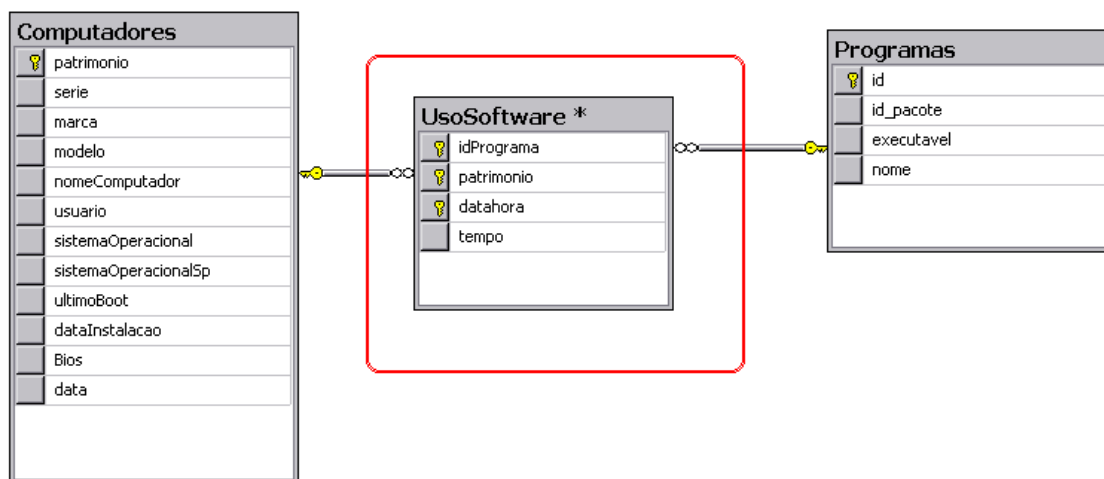 Computadores
patrimonio
serie
marca
modelo
nomeComputador
usuario
sistemaOperacional
sistemaOperacionalSp
ultimoBoot
dataInstalacao
Bios
data
UsoSoftware *
idPrograma
patrimonio
datahora
tempo
Programas
id
id_pacote
executavel
nome